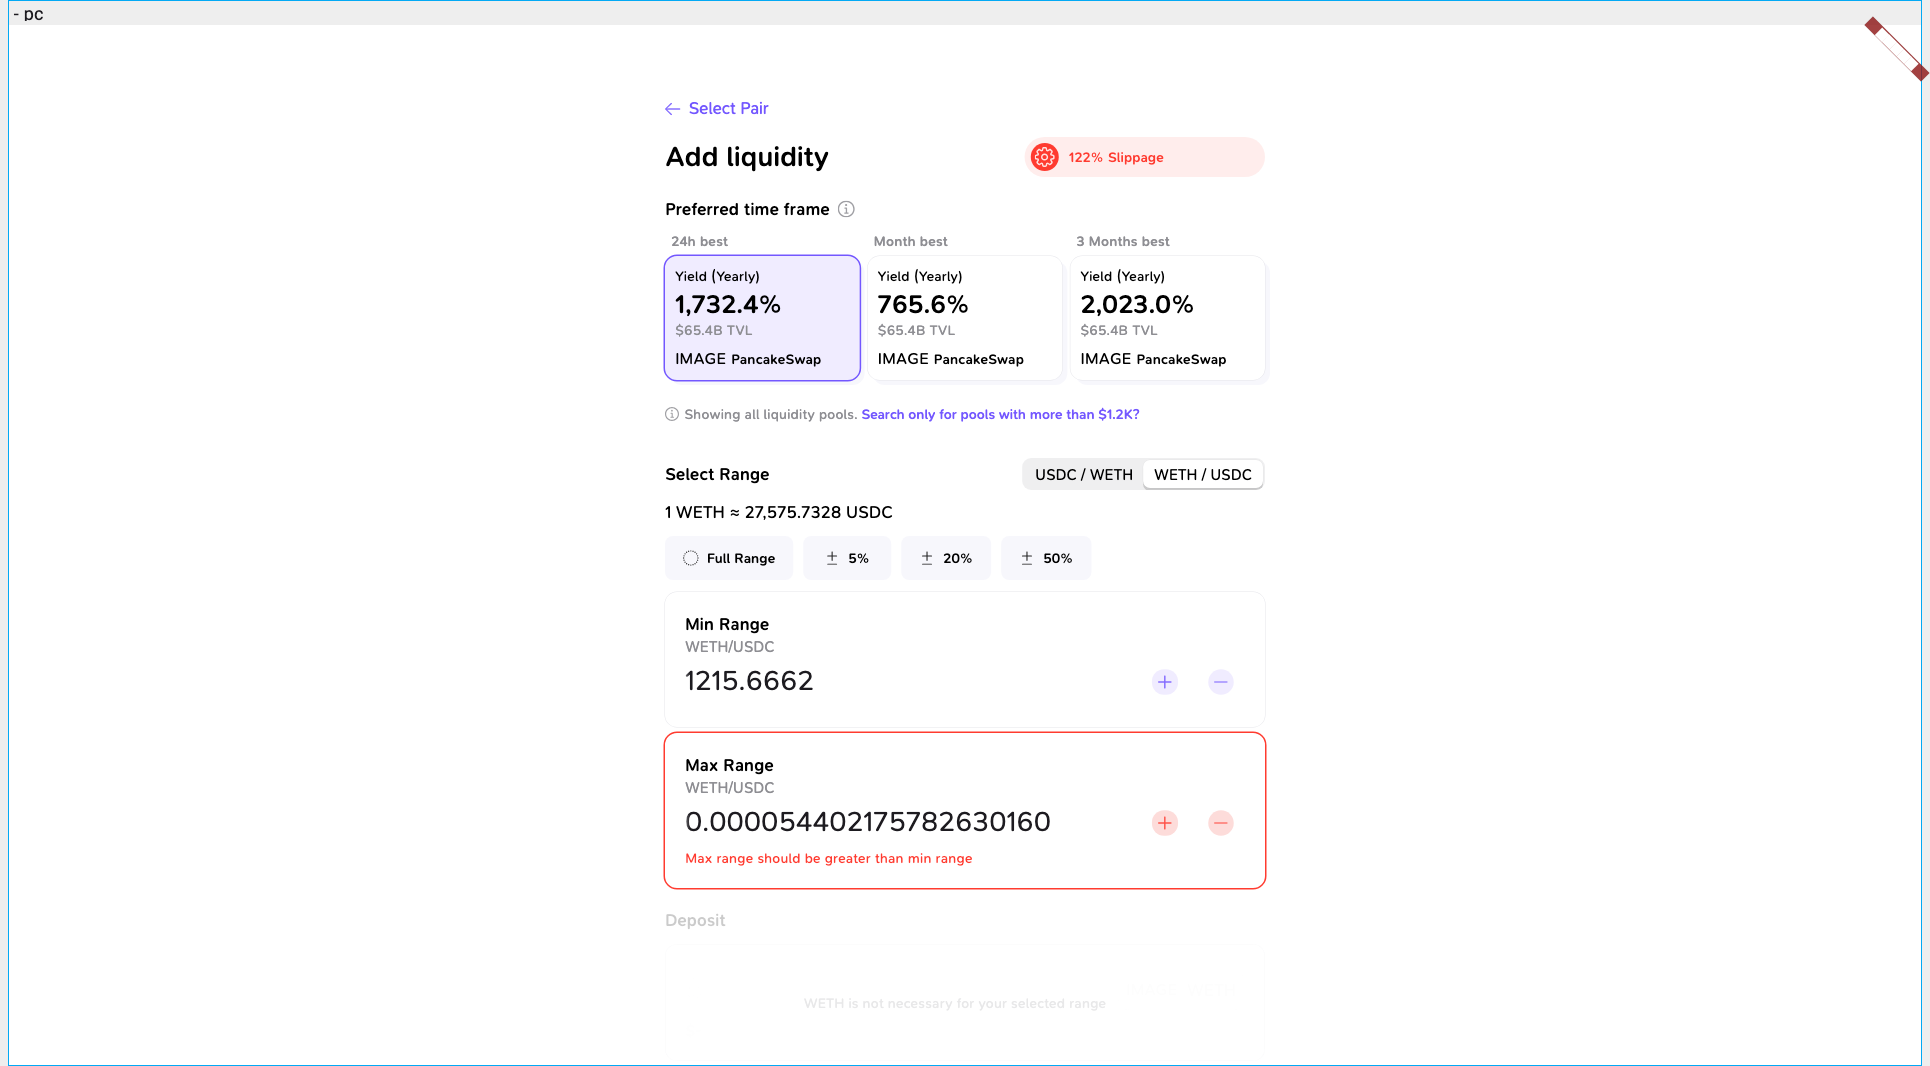 - pc
Select Pair
Add liquidity
122% Slippage
Preferred time frame
24h best
Month best
3 Months best
Yield (Yearly)
1,732.4%
$65.4B TVL
IMAGE PancakeSwap
Yield (Yearly)
765.6%
$65.4B TVL
IMAGE PancakeSwap
Yield (Yearly)
2,023.0%
$65.4B TVL
IMAGE PancakeSwap
Showing all liquidity pools. Search only for pools with more than $1.2K?
Select Range
USDC / WETH
WETH / USDC
1 WETH ≈ 27,575.7328 USDC
Full Range
± 5%
± 20%
± 50%
Min Range
WETH/USDC
1215.6662
Max Range
WETH/USDC
0.000054402175782630160
Max range should be greater than min range
Deposit
WETH is not necessary for your selected range